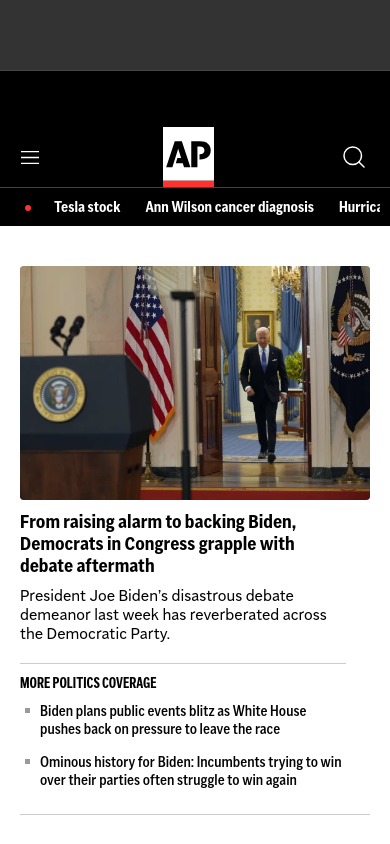 AP
Tesla stock Ann Wilson cancer diagnosis Hurrica
From raising alarm to backing Biden,
Democrats in Congress grapple with
debate aftermath
President Joe Biden’s disastrous debate
demeanor last week has reverberated across
the Democratic Party.
MORE POLITICS COVERAGE
Biden plans public events blitz as White House
pushes back on pressure to leave the race
Ominous history for Biden: Incumbents trying to win
over their parties often struggle to win again